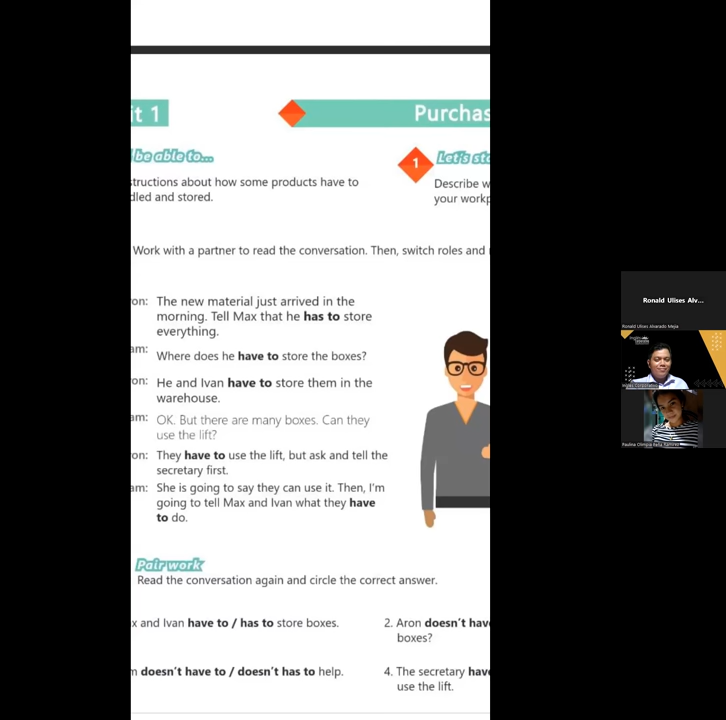 it 1
Purchas
be able to...
Let's sta
1
structions about how some products have to
dled and stored.
Describe w
your workp
Work with a partner to read the conversation. Then, switch roles and
on: The new material just arrived in the
morning. Tell Max that he has to store
everything.
am: Where does he have to store the boxes?
on: He and Ivan have to store them in the
warehouse.
am: OK. But there are many boxes. Can they
use the lift?
on: They have to use the lift, but ask and tell the
secretary first.
am: She is going to say they can use it. Then, I'm
going to tell Max and Ivan what they have
to do.
Pair work
Read the conversation again and circle the correct answer.
x and Ivan have to / has to store boxes.
2. Aron doesn't hav
boxes?
m doesn't have to / doesn't has to help.
4. The secretary hav
use the lift.
Ronald Ulises Alv...
Ronald Ulises Alvarado Mejia